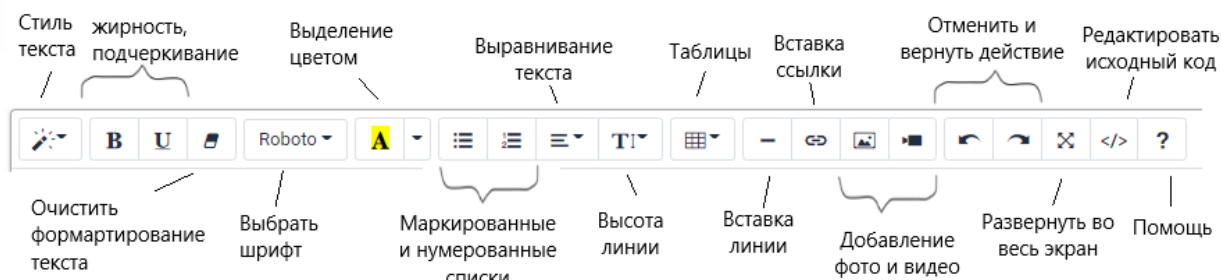 Стиль
текста
жирность,
подчеркивание
Выделение
цветом
Выравнивание
текста
Таблицы
Вставка
ссылки
Отменить и
вернуть действие
Редактировать
исходный код
B U Roboto A T </> ?
Очистить
формартирование
текста
Выбрать
шрифт
Маркированные
и нумерованные
списки
Высота
линии
Вставка
линии
Добавление
фото и видео
Развернуть во
весь экран
Помощь